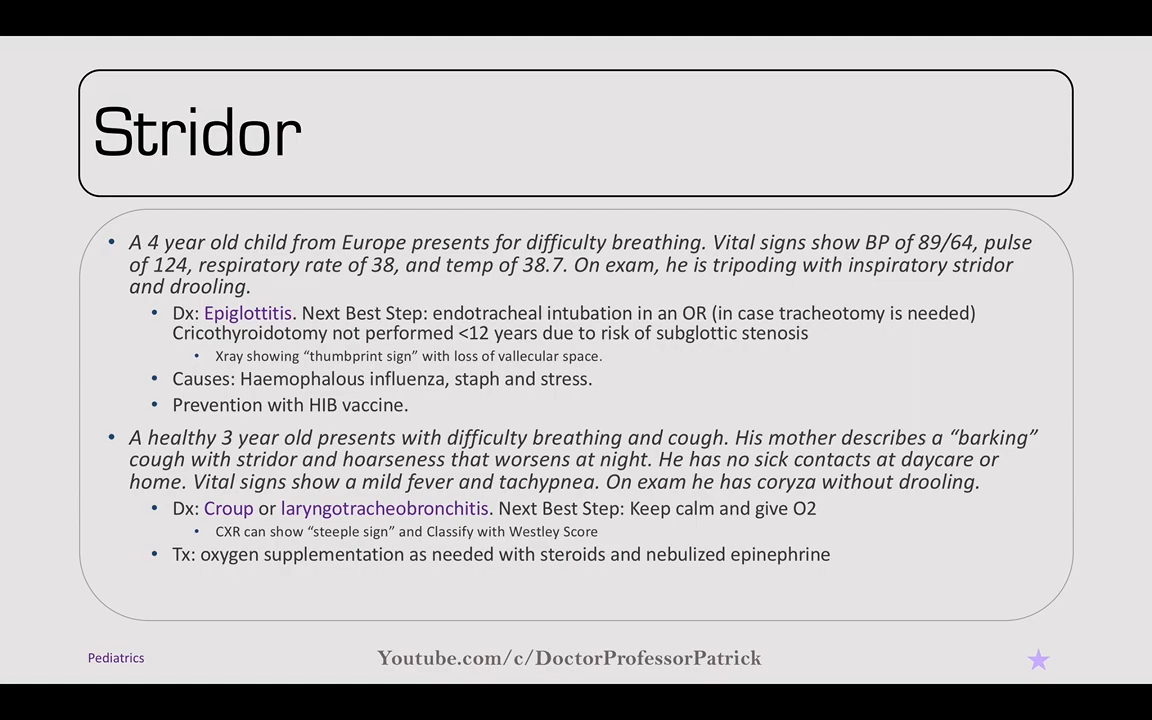 Stridor
• A 4 year old child from Europe presents for difficulty breathing. Vital signs show BP of 89/64, pulse
of 124, respiratory rate of 38, and temp of 38.7. On exam, he is tripoding with inspiratory stridor
and drooling.
• Dx: Epiglottitis. Next Best Step: endotracheal intubation in an OR (in case tracheotomy is needed)
Cricothyroidotomy not performed <12 years due to risk of subglottic stenosis
• Xray showing “thumbprint sign” with loss of vallecular space.
• Causes: Haemophalous influenza, staph and stress.
• Prevention with HIB vaccine.
• A healthy 3 year old presents with difficulty breathing and cough. His mother describes a “barking”
cough with stridor and hoarseness that worsens at night. He has no sick contacts at daycare or
home. Vital signs show a mild fever and tachypnea. On exam he has coryza without drooling.
• Dx: Croup or laryngotracheobronchitis. Next Best Step: Keep calm and give O2
• CXR can show “steeple sign” and Classify with Westley Score
• Tx: oxygen supplementation as needed with steroids and nebulized epinephrine
Pediatrics
Youtube.com/c/DoctorProfessorPatrick